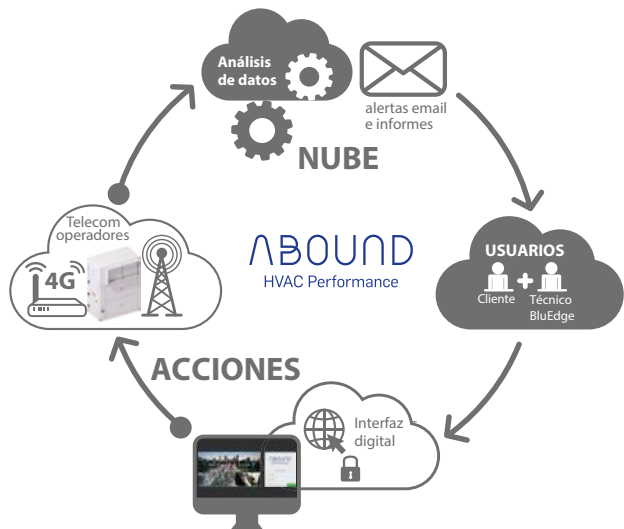 Análisis
de datos
alertas email
e informes
NUBE
Telecom
operadores
4G
ABOUND
HVAC Performance
USUARIOS
Cliente
Técnico
BluEdge
ACCIONES
Interfaz
digital
ABOUND